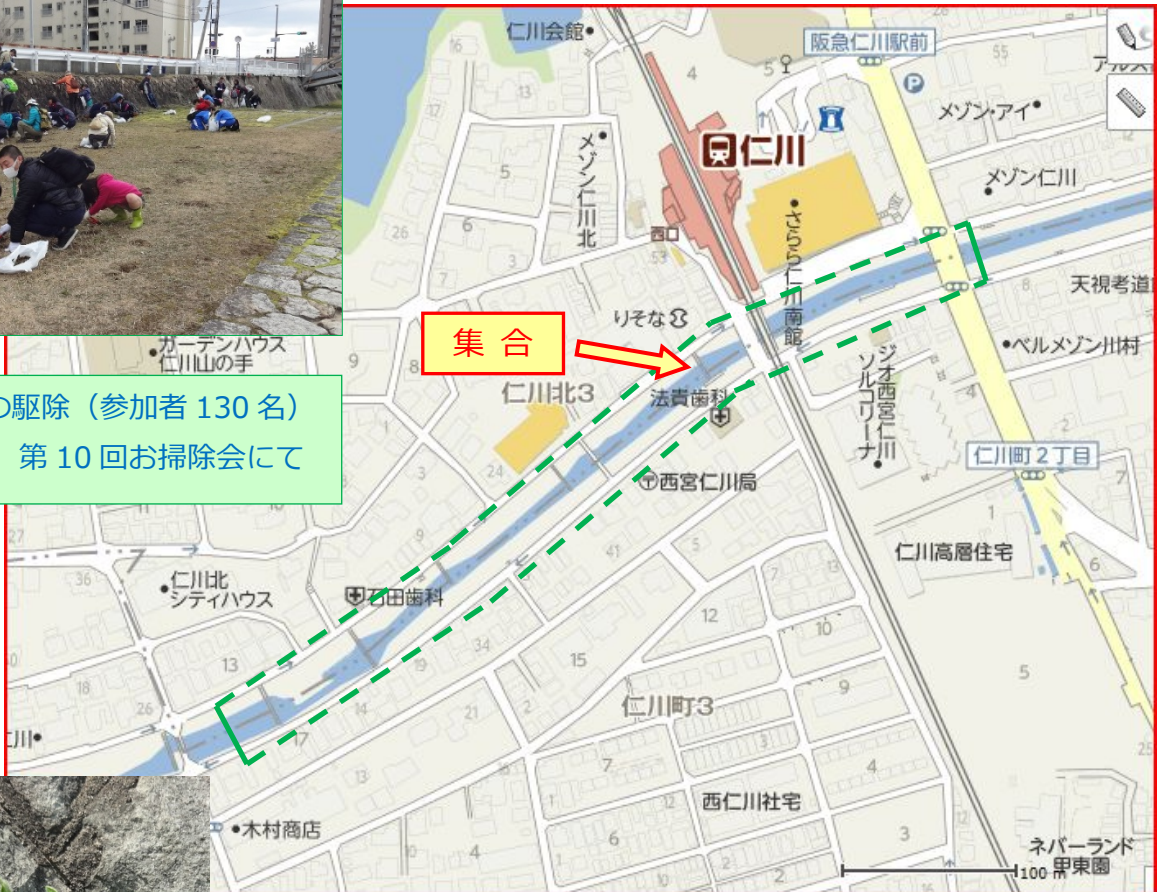 仁川会館
阪急仁川駅前
アルス
メゾン・アイ
メゾン仁川北
仁川
メゾン仁川
西口
さらら仁川南館
天視考道
りそな
集 合
ベルメゾン川村
ガーデンハウス
仁川山の手
仁川北3
法貴歯科
ジオ西宮仁川
ソルコリーナ
の駆除（参加者 130 名）
第 10 回お掃除会にて
仁川町2丁目
西宮仁川局
仁川高層住宅
仁川北
シティハウス
石田歯科
仁川町3
西仁川社宅
木村商店
ネバーランド
甲東園
100 m